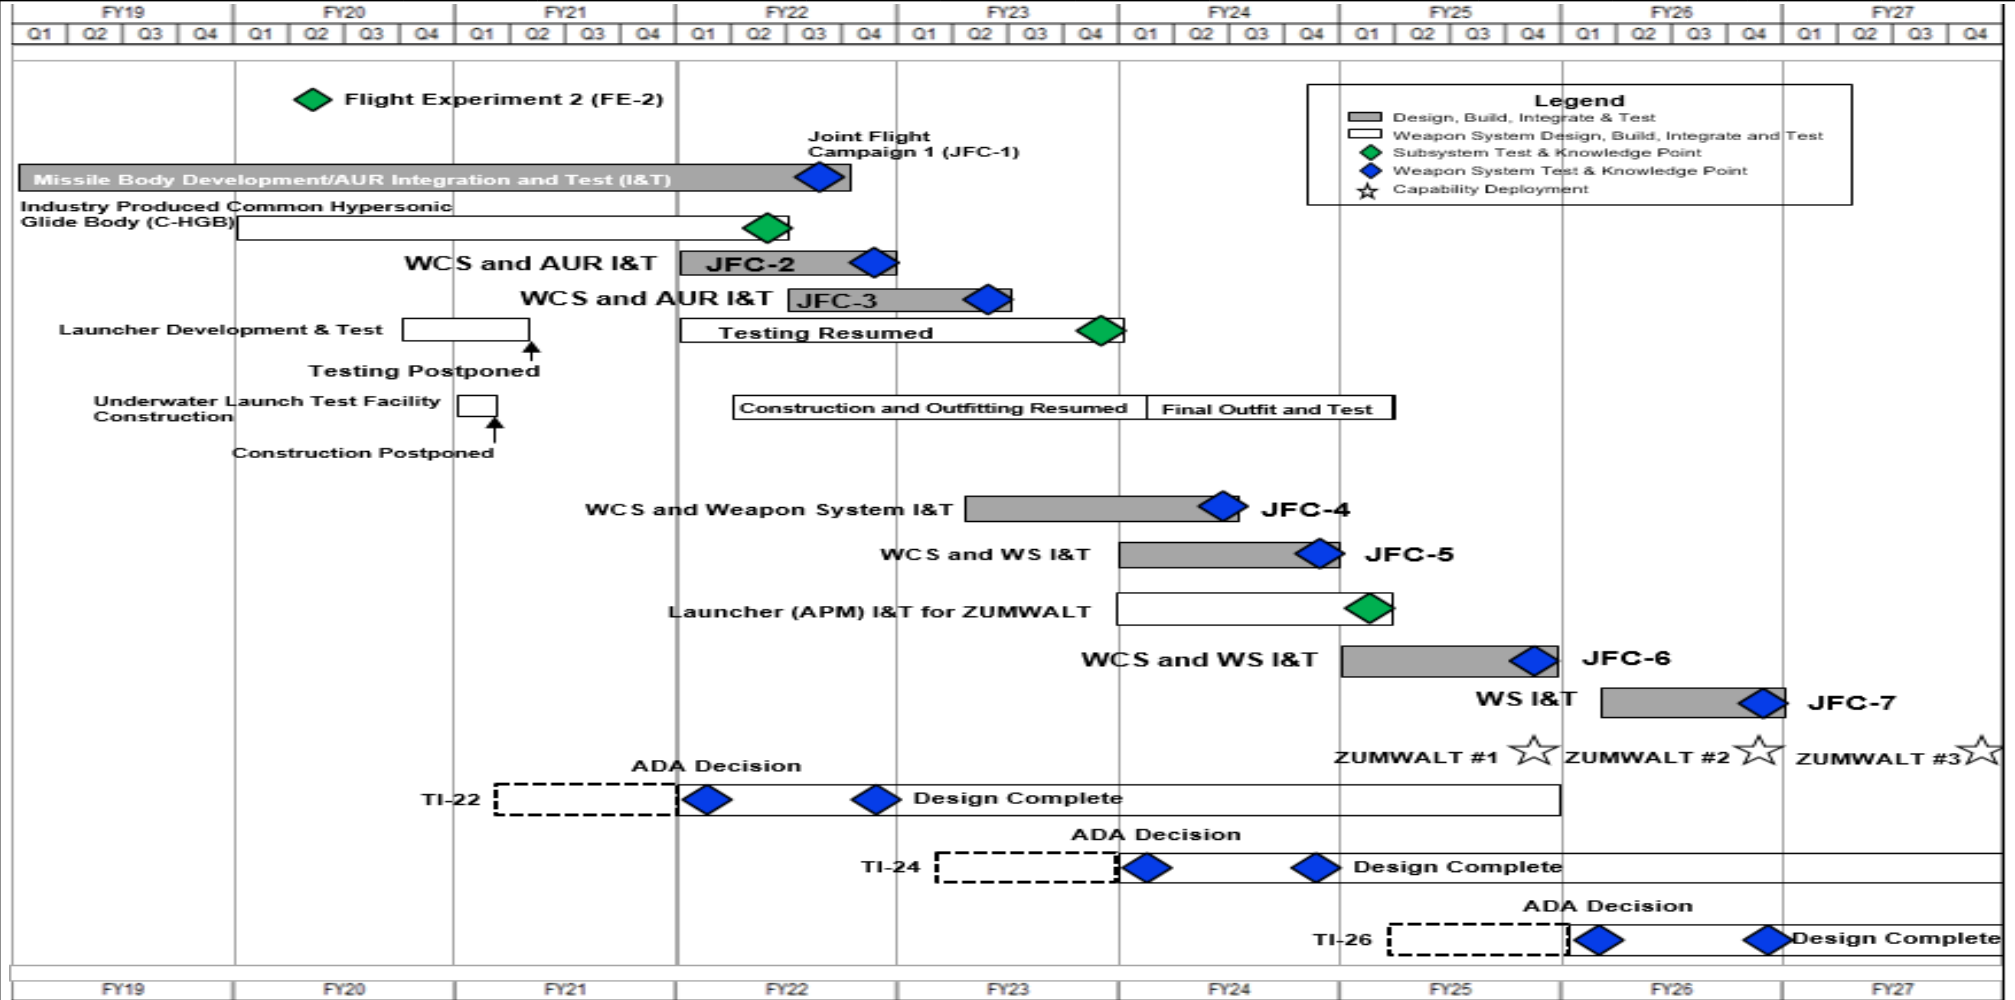 FY19 FY20 FY21 FY22 FY23 FY24 FY25 FY26 FY27
Q1 Q2 Q3 Q4 Q1 Q2 Q3 Q4 Q1 Q2 Q3 Q4 Q1 Q2 Q3 Q4 Q1 Q2 Q3 Q4 Q1 Q2 Q3 Q4 Q1 Q2 Q3 Q4 Q1 Q2 Q3 Q4 Q1 Q2 Q3 Q4
Flight Experiment 2 (FE-2)
Legend
Design, Build, Integrate & Test
Weapon System Design, Build, Integrate and Test
Subsystem Test & Knowledge Point
Weapon System Test & Knowledge Point
Capability Deployment
Joint Flight
Campaign 1 (JFC-1)
Missile Body Development/AUR Integration and Test (I&T)
Industry Produced Common Hypersonic
Glide Body (C-HGB)
WCS and AUR I&T JFC-2
WCS and AUR I&T JFC-3
Launcher Development & Test Testing Resumed
Testing Postponed
Underwater Launch Test Facility
Construction
Construction and Outfitting Resumed Final Outfit and Test
Construction Postponed
WCS and Weapon System I&T JFC-4
WCS and WS I&T JFC-5
Launcher (APM) I&T for ZUMWALT
WCS and WS I&T JFC-6
WS I&T JFC-7
ZUMWALT #1 ZUMWALT #2 ZUMWALT #3
ADA Decision
TI-22 Design Complete
ADA Decision
TI-24 Design Complete
ADA Decision
TI-26 Design Complete
FY19 FY20 FY21 FY22 FY23 FY24 FY25 FY26 FY27